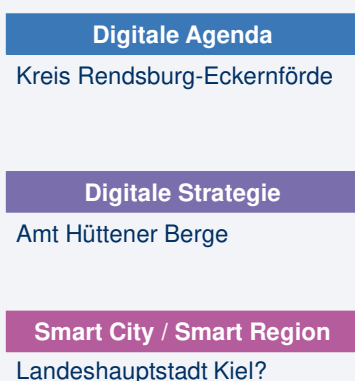 Digitale Agenda
Kreis Rendsburg-Eckernförde
Digitale Strategie
Amt Hüttener Berge
Smart City / Smart Region
Landeshauptstadt Kiel?